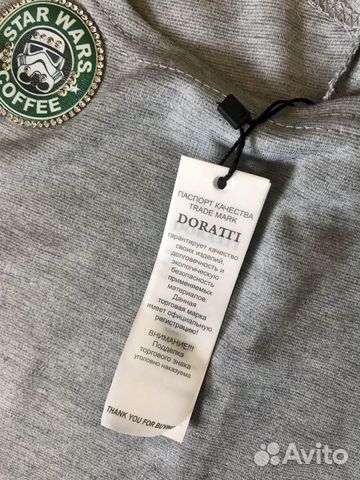 STAR WARS
COFFEE
ПАСПОРТ КАЧЕСТВА
TRADE MARK
DORATTI
гарантирует качество
своих изделий,
долговечность и
экологическую
безопасность
применяемых
материалов.
Данная
торговая марка
имеет официальную
регистрацию!
ВНИМАНИЕ!!!
Подделка
торгового знака
уголовно наказуема
THANK YOU FOR BUYING
Avito